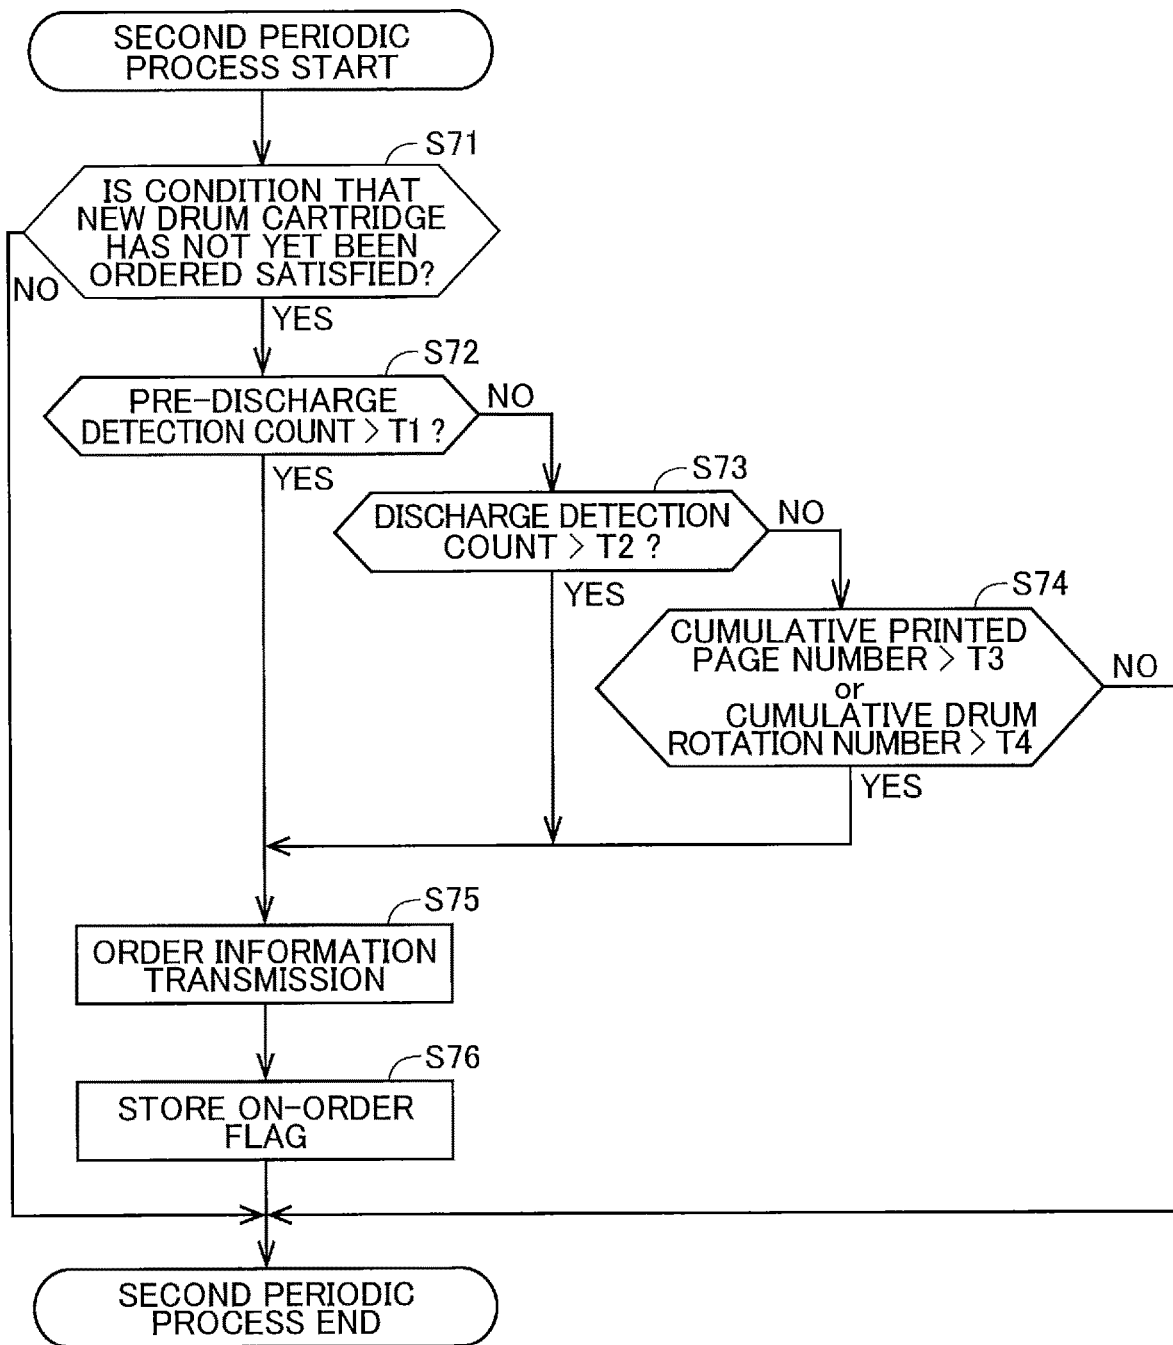 SECOND PERIODIC
PROCESS START
S71
IS CONDITION THAT
NEW DRUM CARTRIDGE
HAS NOT YET BEEN
ORDERED SATISFIED?
NO
YES
S72
PRE-DISCHARGE
DETECTION COUNT > T1 ?
NO
YES
S73
DISCHARGE DETECTION
COUNT > T2 ?
NO
YES
S74
CUMULATIVE PRINTED
PAGE NUMBER > T3
or
CUMULATIVE DRUM
ROTATION NUMBER > T4
NO
YES
S75
ORDER INFORMATION
TRANSMISSION
S76
STORE ON-ORDER
FLAG
SECOND PERIODIC
PROCESS END